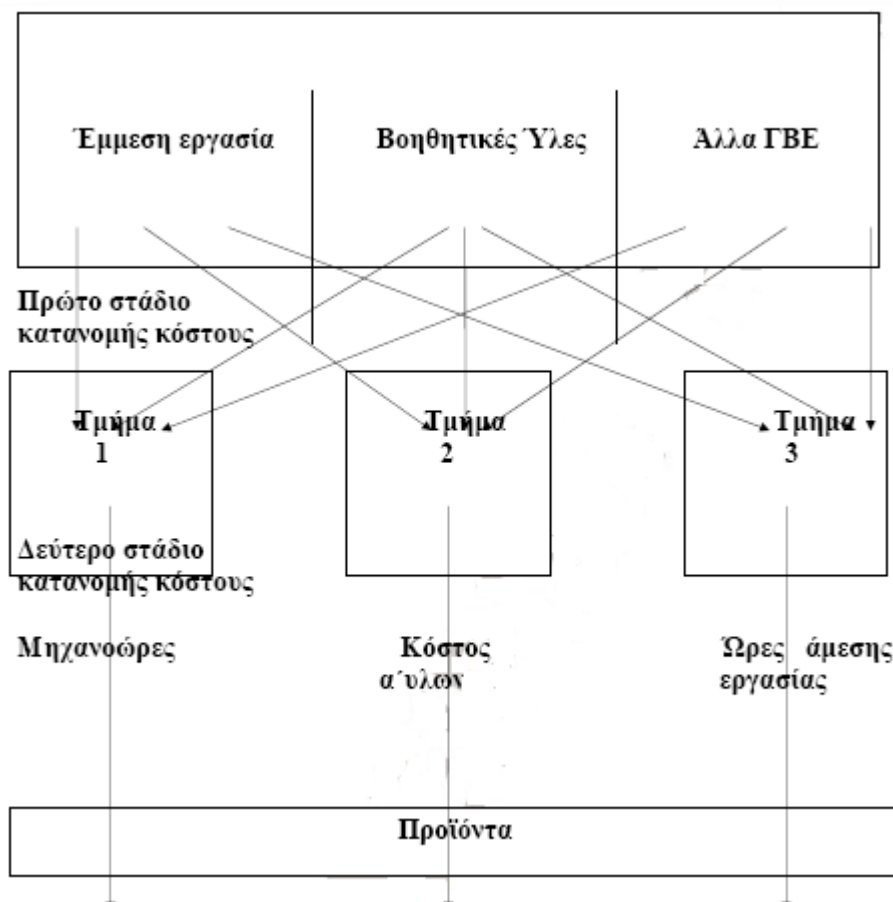 Έμμεση εργασία
Βοηθητικές Ύλες
Άλλα ΓΒΕ
Πρώτο στάδιο
κατανομής κόστους
Τμήμα
1
Τμήμα
2
Τμήμα
3
Δεύτερο στάδιο
κατανομής κόστους
Μηχανοώρες
Κόστος
α΄υλων
Ώρες άμεσης
εργασίας
Προϊόντα